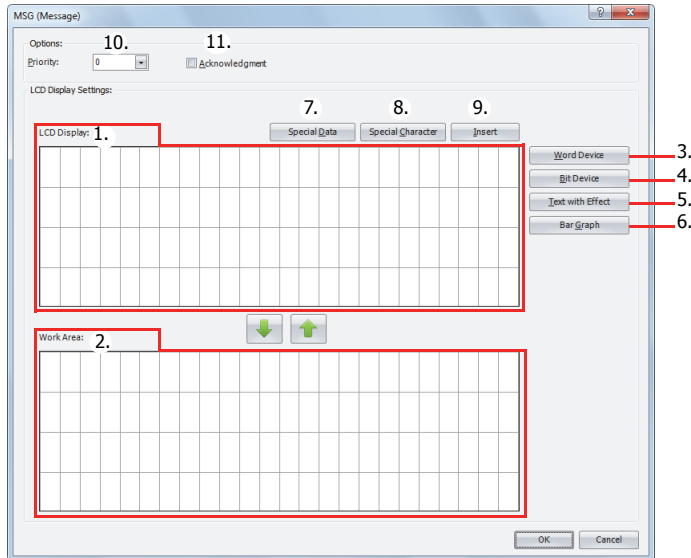 MSG (Message)
Options:
10.
11.
Priority:
0
Acknowledgment
LCD Display Settings:
7.
8.
9.
LCD Display:
1.
Special Data
Special Character
Insert
Word Device
3.
Bit Device
4.
Text with Effect
5.
Bar Graph
6.
Work Area:
2.
OK
Cancel